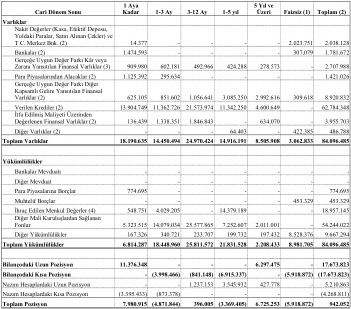 Cari Dönem Sonu 1 Aya Kadar 1-3 Ay 3-12 Ay 1-5 yıl 5 Yıl ve Üzeri Faizsiz (1) Toplam (2)
Varlıklar
Nakit Değerler (Kasa, Efektif Deposu,
Yoldaki Paralar, Satın Alınan Çekler) ve
T.C. Merkez Bnk. (2) 14.377 - - - - 2.023.751 2.038.128
Bankalar (2) 1.474.593 - - - - 307.079 1.781.672
Gerçeğe Uygun Değer Farkı Kâr veya
Zarara Yansıtılan Finansal Varlıklar (3) 909.980 602.181 492.966 424.288 278.573 - 2.707.988
Para Piyasalarından Alacaklar (2) 1.125.392 295.634 - - - - 1.421.026
Gerçeğe Uygun Değer Farkı Diğer
Kapsamlı Gelire Yansıtılan Finansal
Varlıklar (2) 625.105 851.602 1.056.641 3.085.250 2.992.616 309.618 8.920.832
Verilen Krediler (2) 13.904.749 11.362.726 21.573.974 11.342.250 4.600.649 - 62.784.348
İtfa Edilmiş Maliyeti Üzerinden
Değerlenen Finansal Varlıklar (2) 136.439 1.338.351 1.846.843 - 634.070 - 3.955.703
Diğer Varlıklar (2) - - - 64.403 - 422.385 486.788
Toplam Varlıklar 18.190.635 14.450.494 24.970.424 14.916.191 8.505.908 3.062.833 84.096.485
Yükümlülükler
Bankalar Mevduatı - - - - - - -
Diğer Mevduat - - - - - - -
Para Piyasalarına Borçlar 774.695 - - - - - 774.695
Muhtelif Borçlar - - - - - 453.329 453.329
İhraç Edilen Menkul Değerler (4) 548.751 4.029.205 - 14.379.189 - - 18.957.145
Diğer Mali Kuruluşlardan Sağlanan
Fonlar 5.323.515 14.079.034 25.577.865 7.252.607 2.011.001 - 54.244.022
Diğer Yükümlülükler 167.326 340.721 233.707 199.732 197.432 8.528.376 9.667.294
Toplam Yükümlülükler 6.814.287 18.448.960 25.811.572 21.831.528 2.208.433 8.981.705 84.096.485
Bilançodaki Uzun Pozisyon 11.376.348 - - - 6.297.475 - 17.673.823
Bilançodaki Kısa Pozisyon - (3.998.466) (841.148) (6.915.337) - (5.918.872) (17.673.823)
Nazım Hesaplardaki Uzun Pozisyon - - 1.237.153 3.545.932 427.778 - 5.210.863
Nazım Hesaplardaki Kısa Pozisyon (3.395.433) (873.378) - - - - (4.268.811)
Toplam Pozisyon 7.980.915 (4.871.844) 396.005 (3.369.405) 6.725.253 (5.918.872) 942.052